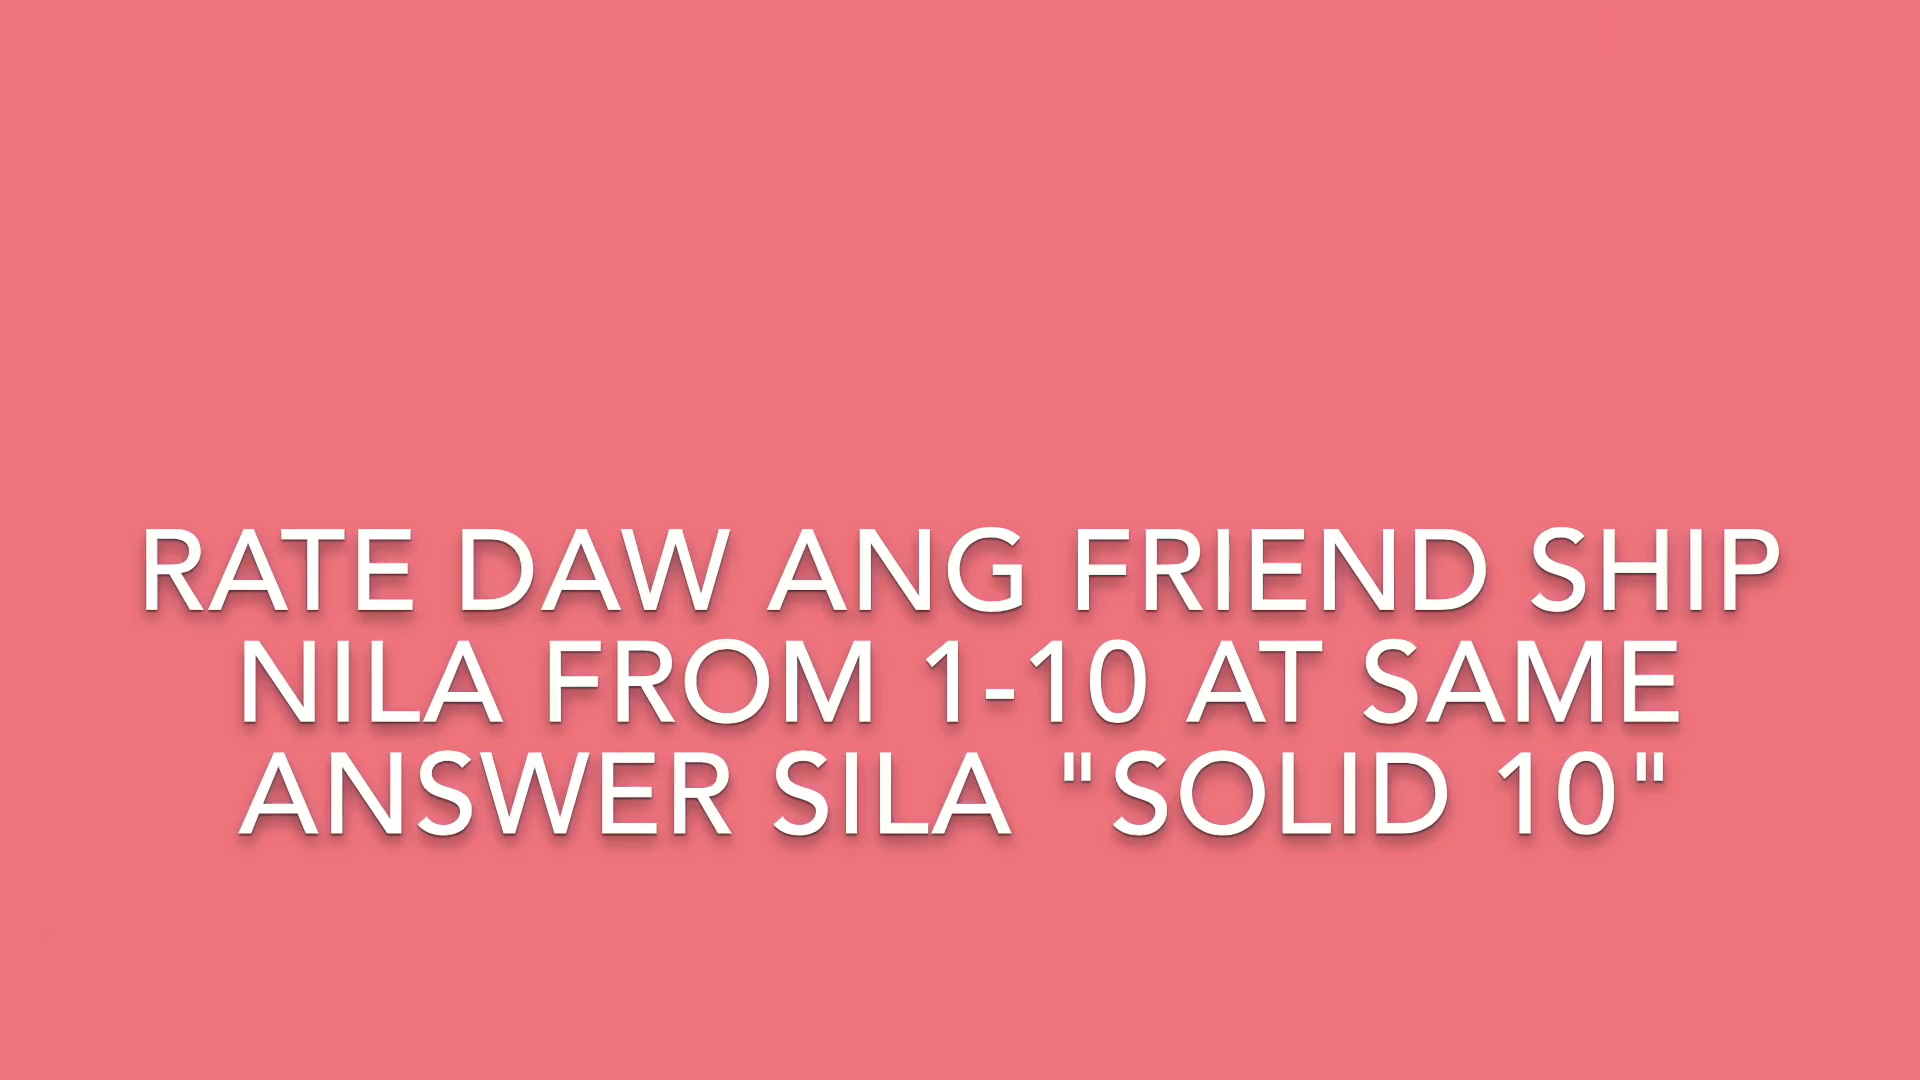 RATE DAW ANG FRIEND SHIP
NILA FROM 1-10 AT SAME
ANSWER SILA "SOLID 10"